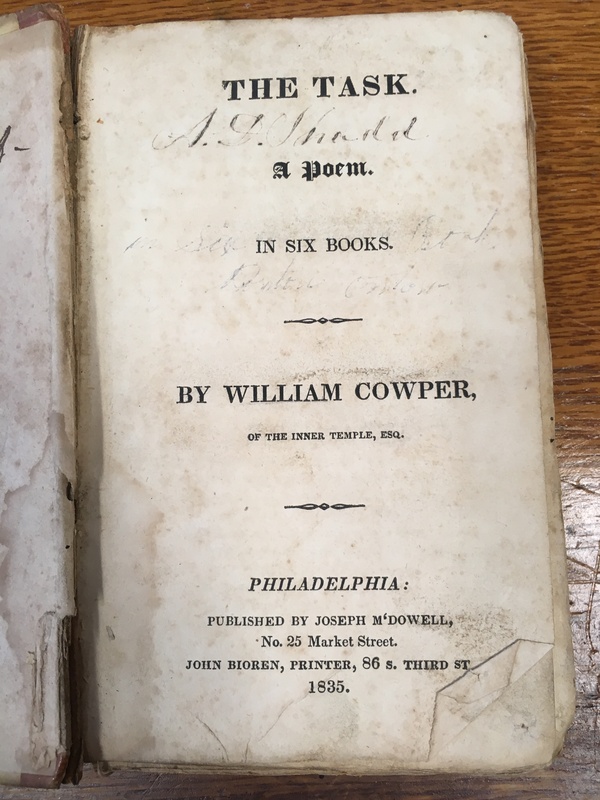 THE TASK.
A Poem.
IN SIX BOOKS.
BY WILLIAM COWPER,
OF THE INNER TEMPLE, ESQ.
PHILADELPHIA:
PUBLISHED BY JOSEPH M‘DOWELL,
No. 25 Market Street.
JOHN BIOREN, PRINTER, 86 S. THIRD ST
1835.